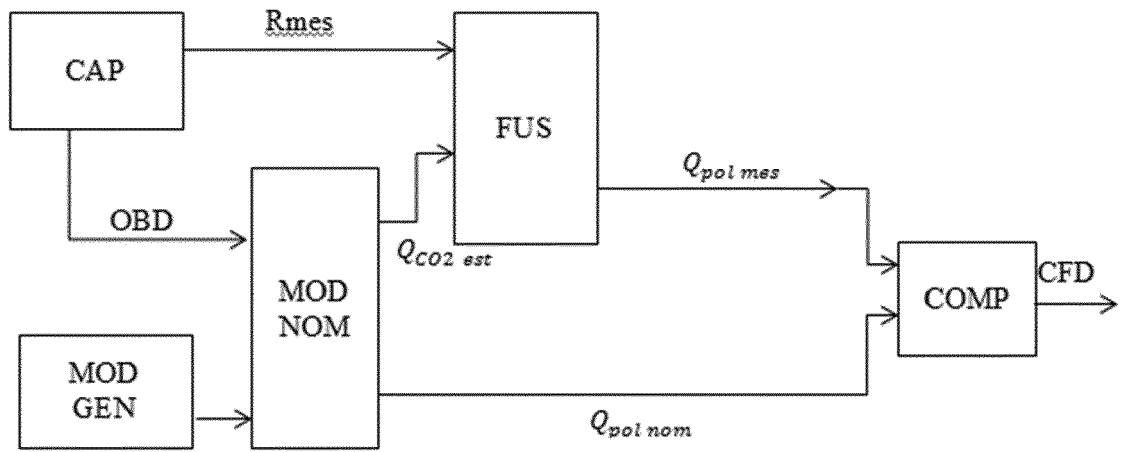 Rmes
CAP
FUS
Q_pol mes
OBD
Q_CO2 est
MOD
NOM
CFD
COMP
MOD
GEN
Q_pol nom